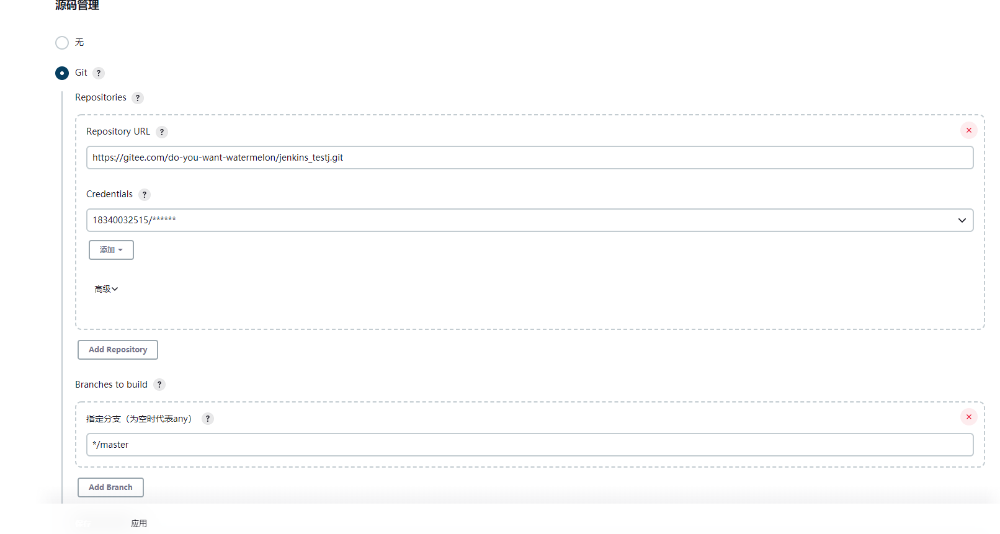 源码管理
无
Git ?
Repositories ?
Repository URL ?
https://gitee.com/do-you-want-watermelon/jenkins_testj.git
Credentials ?
18340032515/******
添加
高级
Add Repository
Branches to build ?
指定分支（为空时代表any） ?
*/master
Add Branch
应用